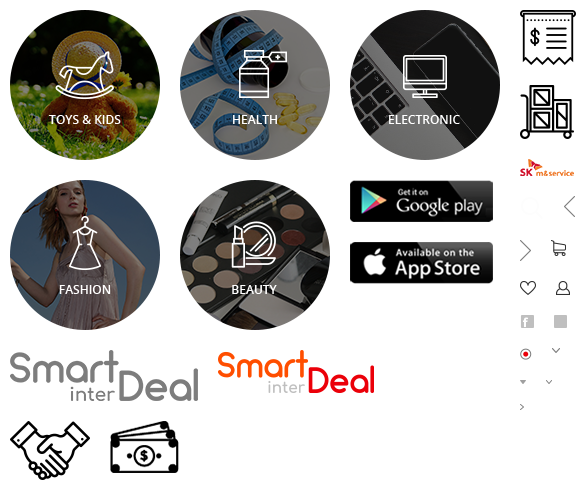 TOYS & KIDS
HEALTH
ELECTRONIC
$
SK m&service
FASHION
BEAUTY
Get it on
Google play
Available on the
App Store
f
Smart
inter Deal
Smart
inter Deal
$